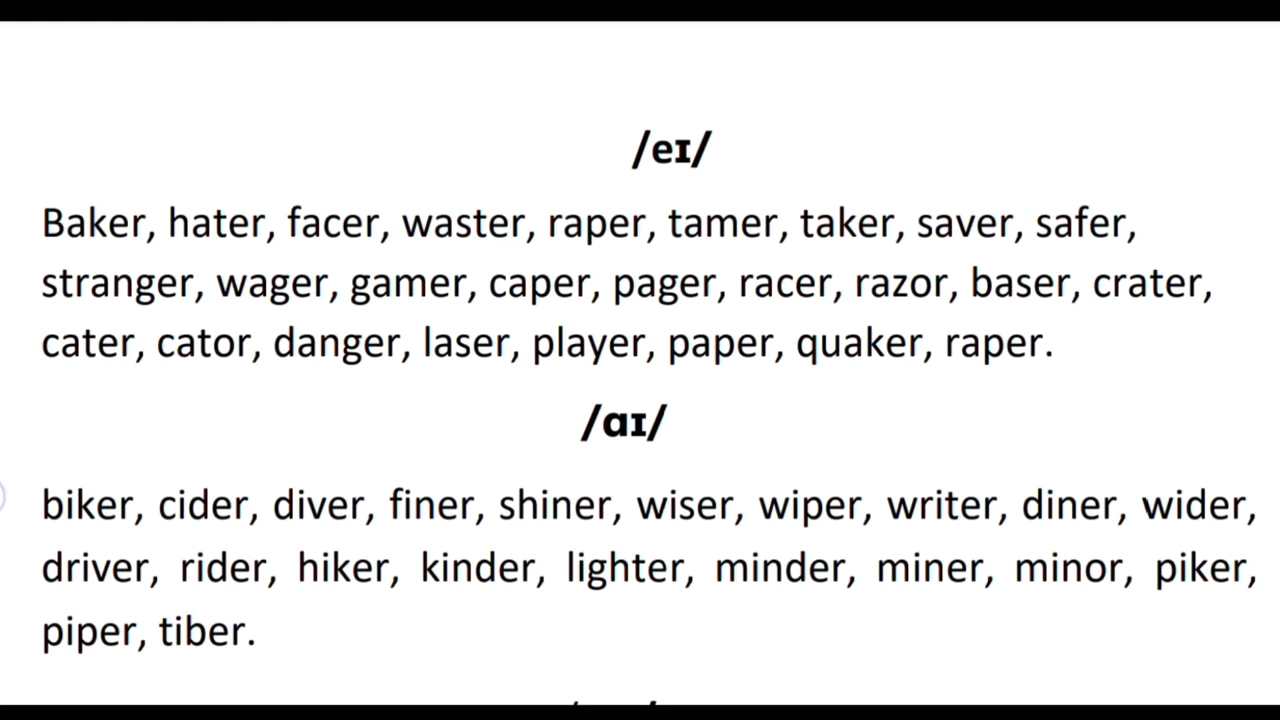 /eɪ/
Baker, hater, facer, waster, raper, tamer, taker, saver, safer,
stranger, wager, gamer, caper, pager, racer, razor, baser, crater,
cater, cator, danger, laser, player, paper, quaker, raper.
/ɑɪ/
biker, cider, diver, finer, shiner, wiser, wiper, writer, diner, wider,
driver, rider, hiker, kinder, lighter, minder, miner, minor, piker,
piper, tiber.